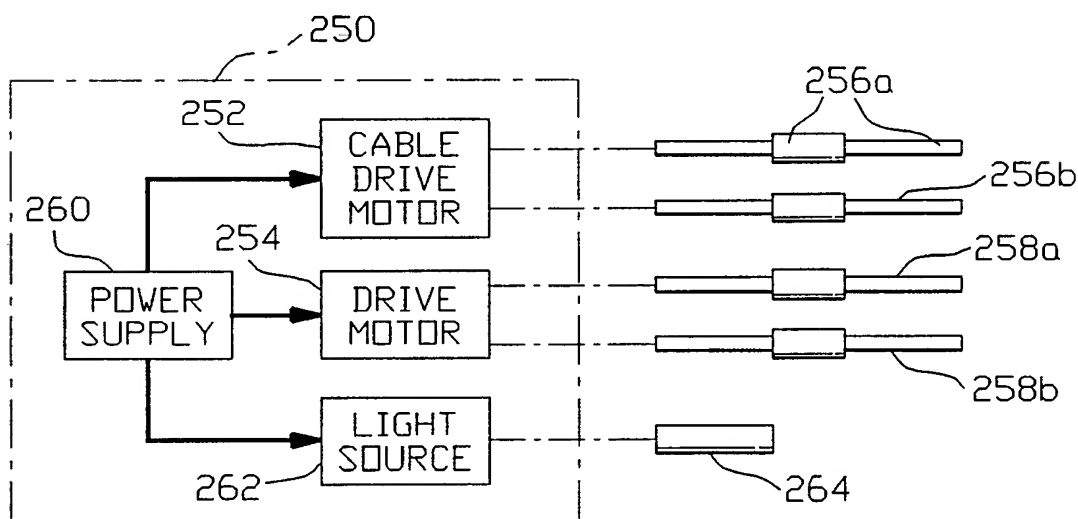 250
252
CABLE
DRIVE
MOTOR
256a
256b
260
254
POWER
SUPPLY
DRIVE
MOTOR
258a
258b
LIGHT
SOURCE
262
264